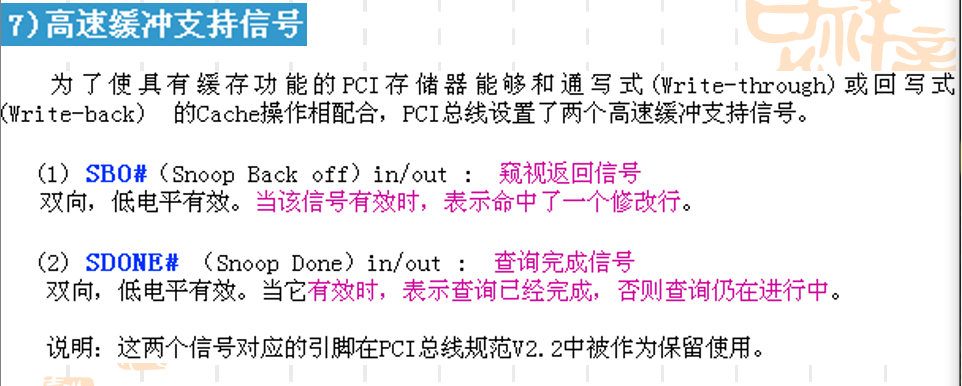 7)高速缓冲支持信号
为了使具有缓存功能的PCI存储器能够和通写式(Write-through)或回写式
(Write-back) 的Cache操作相配合，PCI总线设置了两个高速缓冲支持信号。
(1) SBO#（Snoop Back off）in/out : 窥视返回信号
双向，低电平有效。当该信号有效时，表示命中了一个修改行。
(2) SDONE# （Snoop Done）in/out : 查询完成信号
双向，低电平有效。当它有效时，表示查询已经完成，否则查询仍在进行中。
说明：这两个信号对应的引脚在PCI总线规范V2.2中被作为保留使用。